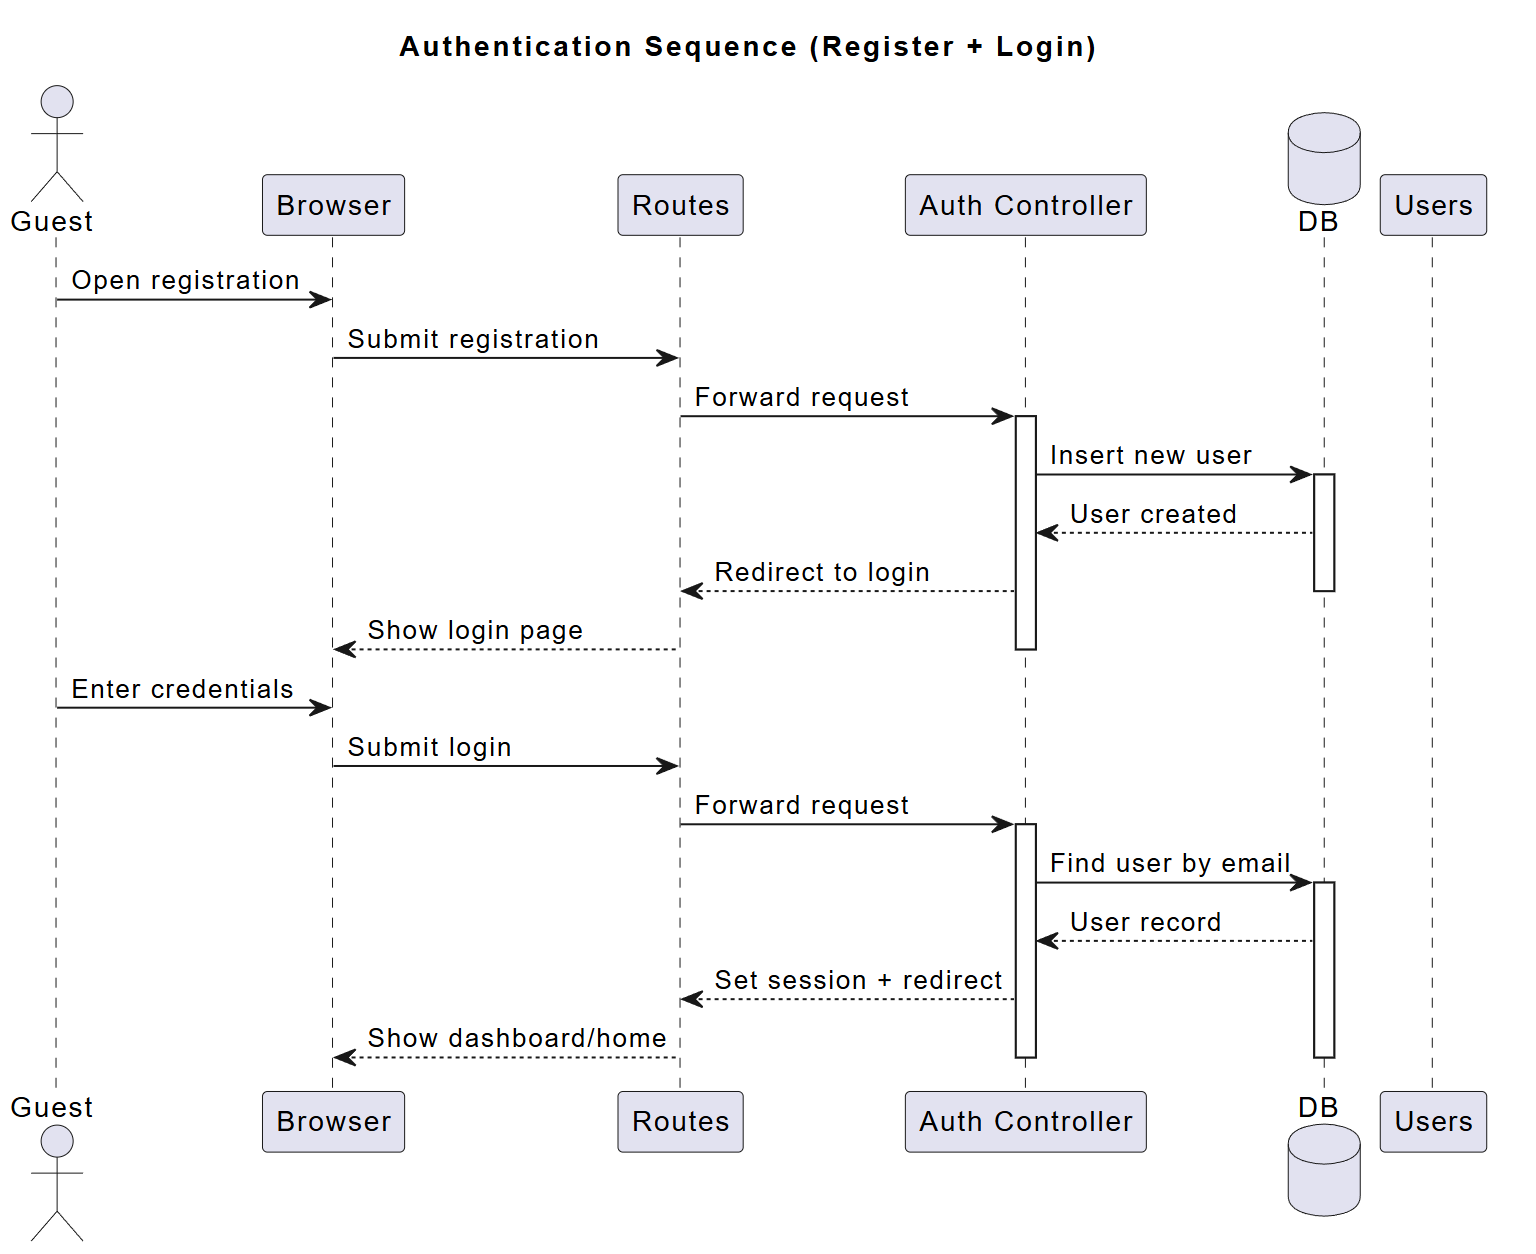 Authentication Sequence (Register + Login)
Guest
Browser
Routes
Auth Controller
DB
Users
Open registration
Submit registration
Forward request
Insert new user
User created
Redirect to login
Show login page
Enter credentials
Submit login
Forward request
Find user by email
User record
Set session + redirect
Show dashboard/home
Guest
Browser
Routes
Auth Controller
DB
Users